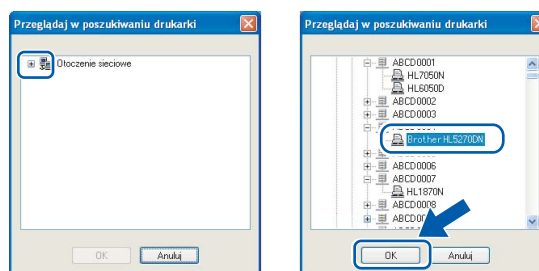 Przeglądaj w poszukiwaniu drukarki
Otoczenie sieciowe
OK Anuluj
Przeglądaj w poszukiwaniu drukarki
ABCD0001
HL7050N
HL6050D
ABCD0002
ABCD0003
Brother HL5270DN
ABCD0006
ABCD0007
HL1870N
ABCD0008
OK Anuluj